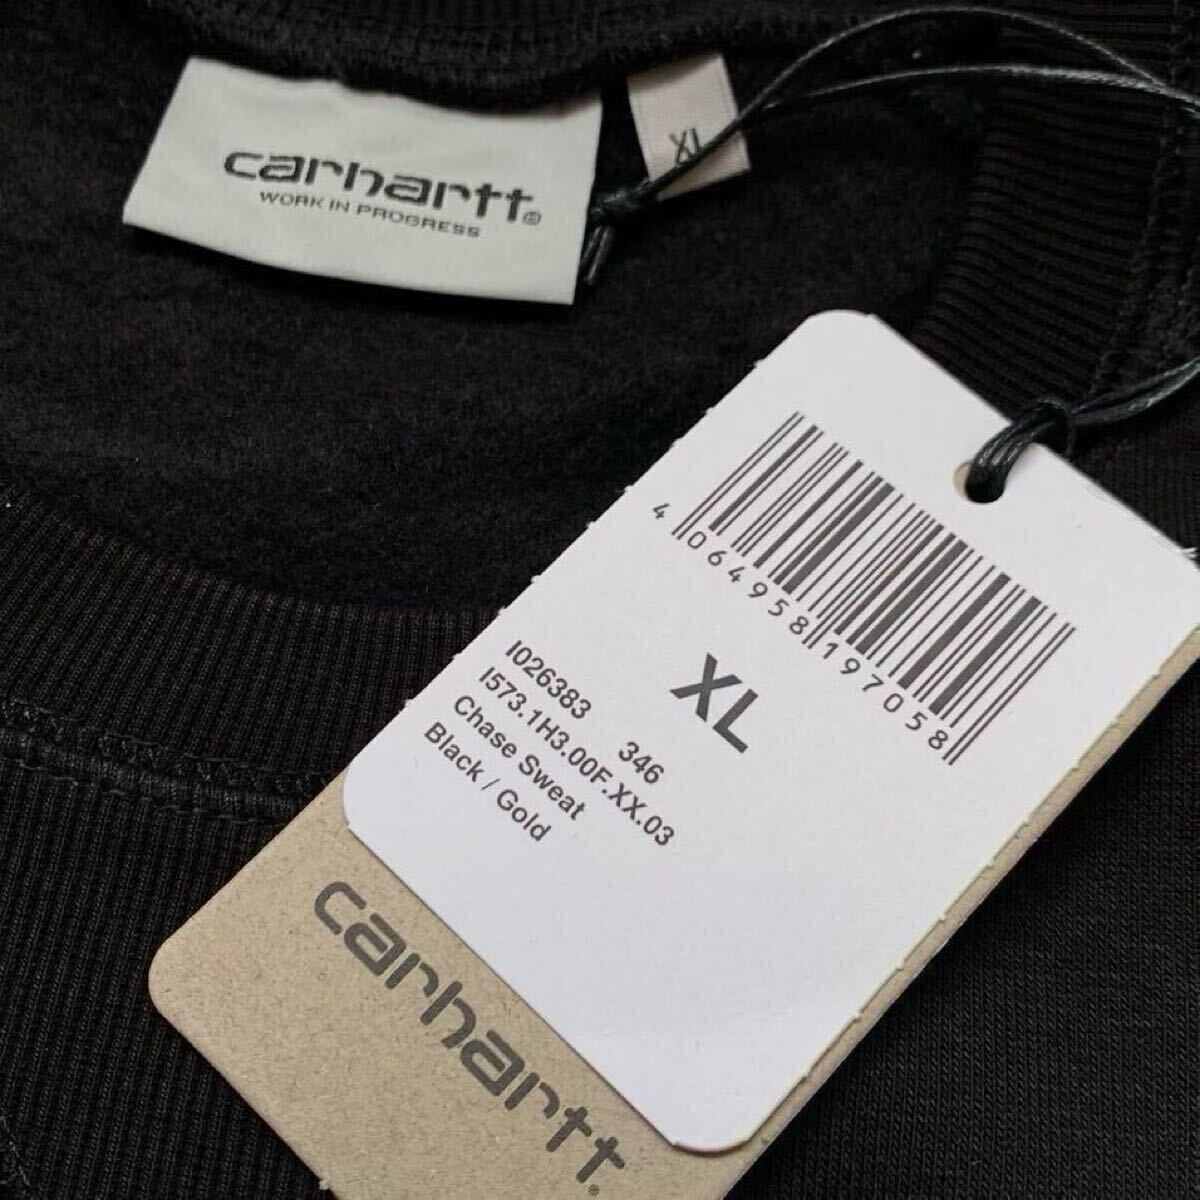 carhartt®
WORK IN PROGRESS
XL
4 064958 197058
XL
I026383 346
I573.1H3.00F.XX.03
Chase Sweat
Black / Gold
carhartt®